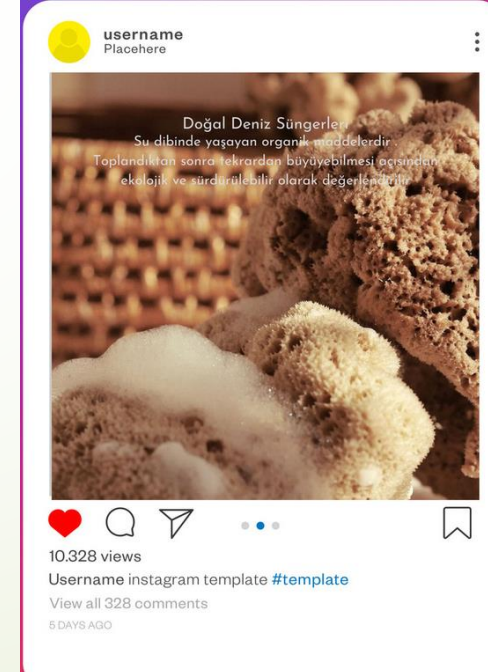 username
Placehere
Doğal Deniz Süngerleri
Su dibinde yaşayan organik maddelerdir .
Toplandıktan sonra tekrardan büyüyebilmesi açısından
ekolojik ve sürdürülebilir olarak değerlendirilir
10.328 views
Username instagram template #template
View all 328 comments
5 DAYS AGO